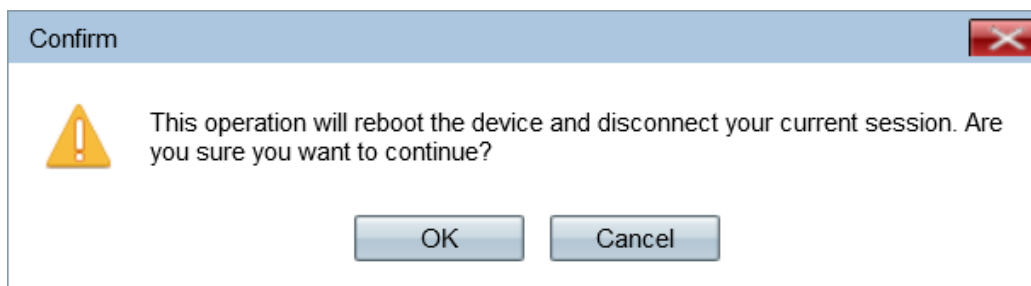 Confirm
This operation will reboot the device and disconnect your current session. Are
you sure you want to continue?
OK
Cancel